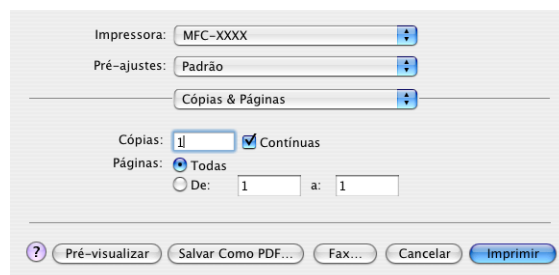 Impressora: MFC-XXXX
Pré-ajustes: Padrão
Cópias & Páginas
Cópias: 1 Contínuas
Páginas: Todas
De: 1 a: 1
? Pré-visualizar Salvar Como PDF... Fax... Cancelar Imprimir